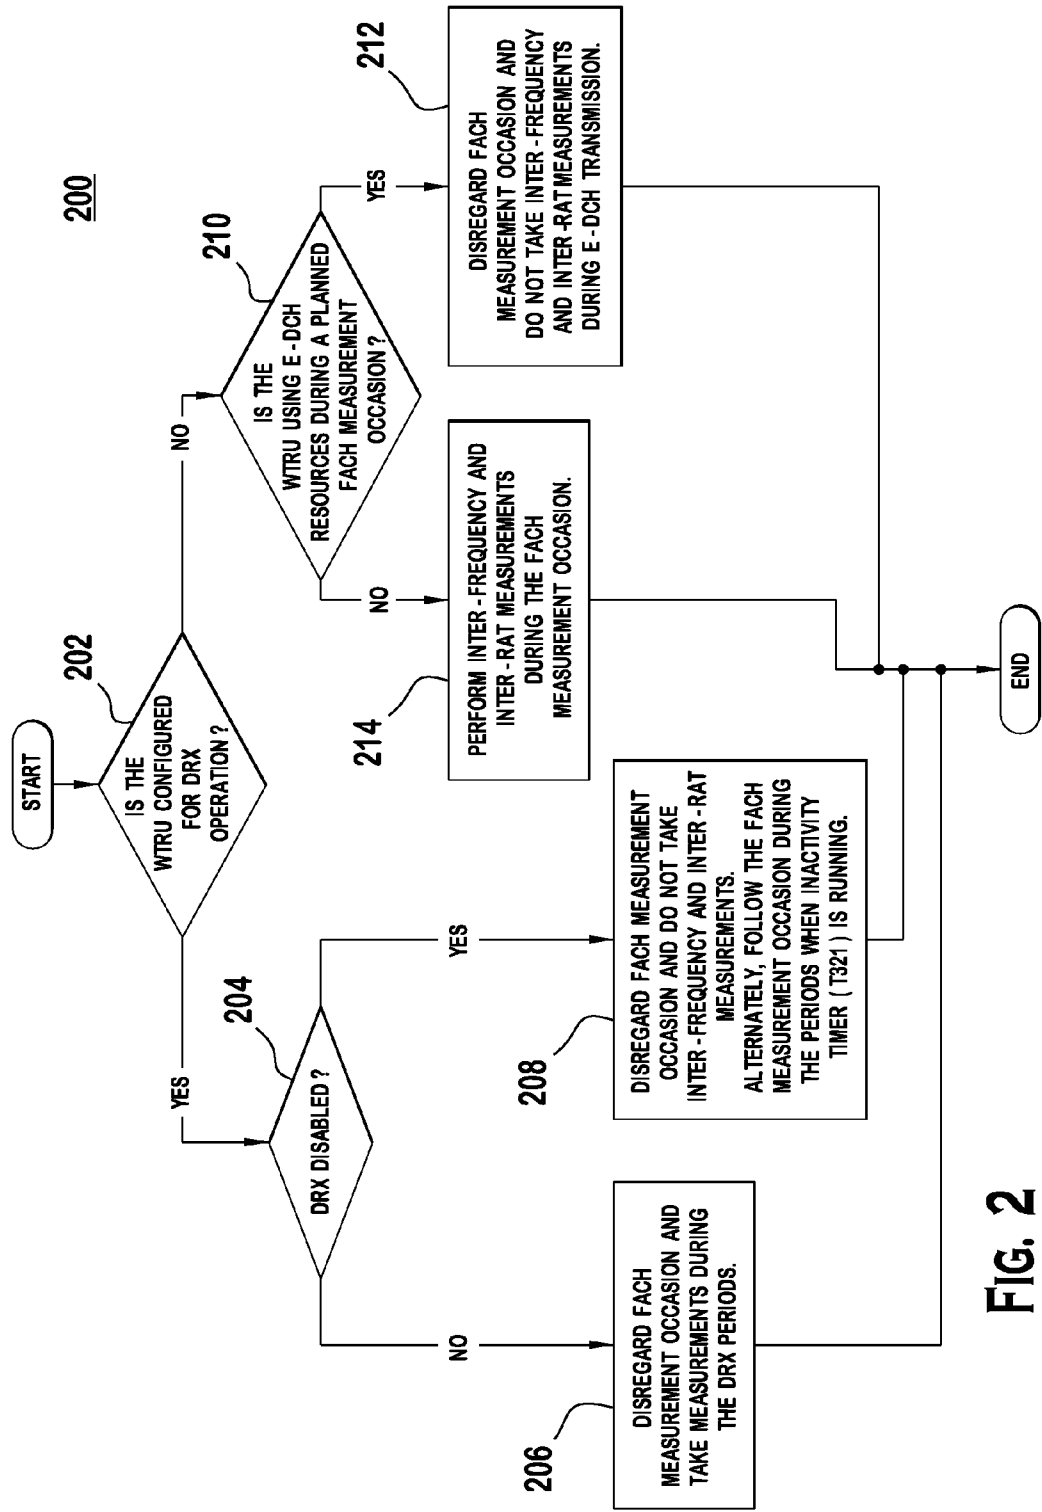 200
START
202
IS THE
WTRU CONFIGURED
FOR DRX
OPERATION?
YES
NO
204
DRX DISABLED?
210
IS THE
WTRU USING E-DCH
RESOURCES DURING A PLANNED
FACH MEASUREMENT
OCCASION?
NO
YES
NO
YES
206
DISREGARD FACH
MEASUREMENT OCCASION AND
TAKE MEASUREMENTS DURING
THE DRX PERIODS.
208
DISREGARD FACH MEASUREMENT
OCCASION AND DO NOT TAKE
INTER-FREQUENCY AND INTER-RAT
MEASUREMENTS.
ALTERNATELY, FOLLOW THE FACH
MEASUREMENT OCCASION DURING
THE PERIODS WHEN INACTIVITY
TIMER (T321) IS RUNNING.
214
PERFORM INTER-FREQUENCY AND
INTER-RAT MEASUREMENTS
DURING THE FACH
MEASUREMENT OCCASION.
212
DISREGARD FACH
MEASUREMENT OCCASION AND
DO NOT TAKE INTER-FREQUENCY
AND INTER-RAT MEASUREMENTS
DURING E-DCH TRANSMISSION.
END
FIG. 2